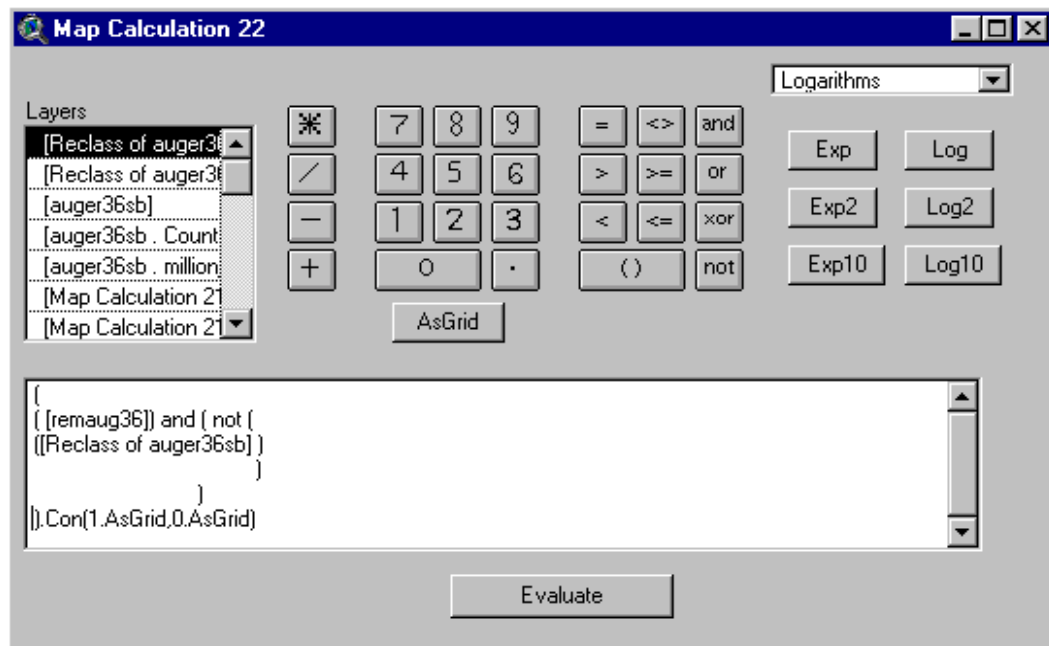 Map Calculation 22
Logarithms
Layers
[Reclass of auger3
[Reclass of auger3
[auger36sb]
[auger36sb . Count
[auger36sb . million
[Map Calculation 21
[Map Calculation 21
* 7 8 9 = <> and
/ 4 5 6 > >= or
- 1 2 3 < <= xor
+ 0 . ( ) not
AsGrid
Exp Log
Exp2 Log2
Exp10 Log10
(
( [remaug36]) and ( not (
([Reclass of auger36sb] )
)
)
).Con(1.AsGrid,0.AsGrid)
Evaluate